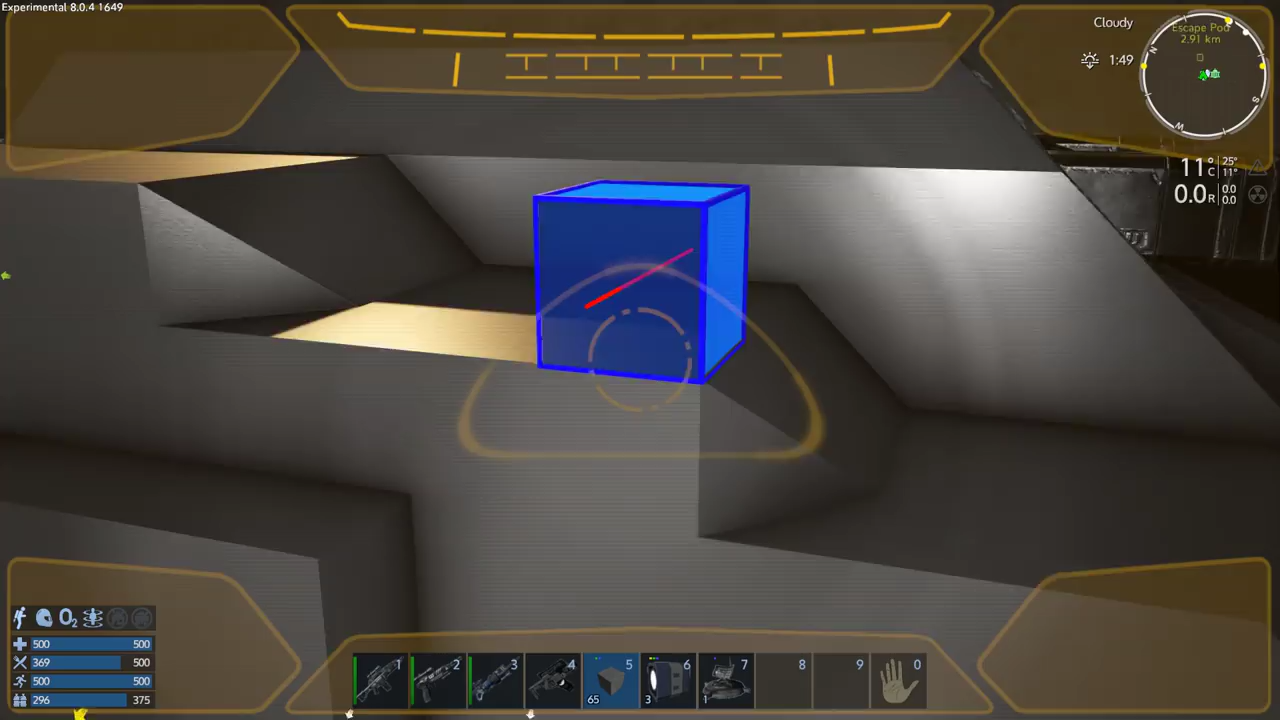 Experimental 8.0.4 1649
Cloudy
1:49
Escape Pod
2.91 km
N
S
W
11°C 25° 11°
0.0R 0.0 0.0
O2
500 500
369 500
500 500
296 375
1 2 3 4 5 6 7 8 9 0
65 3 1